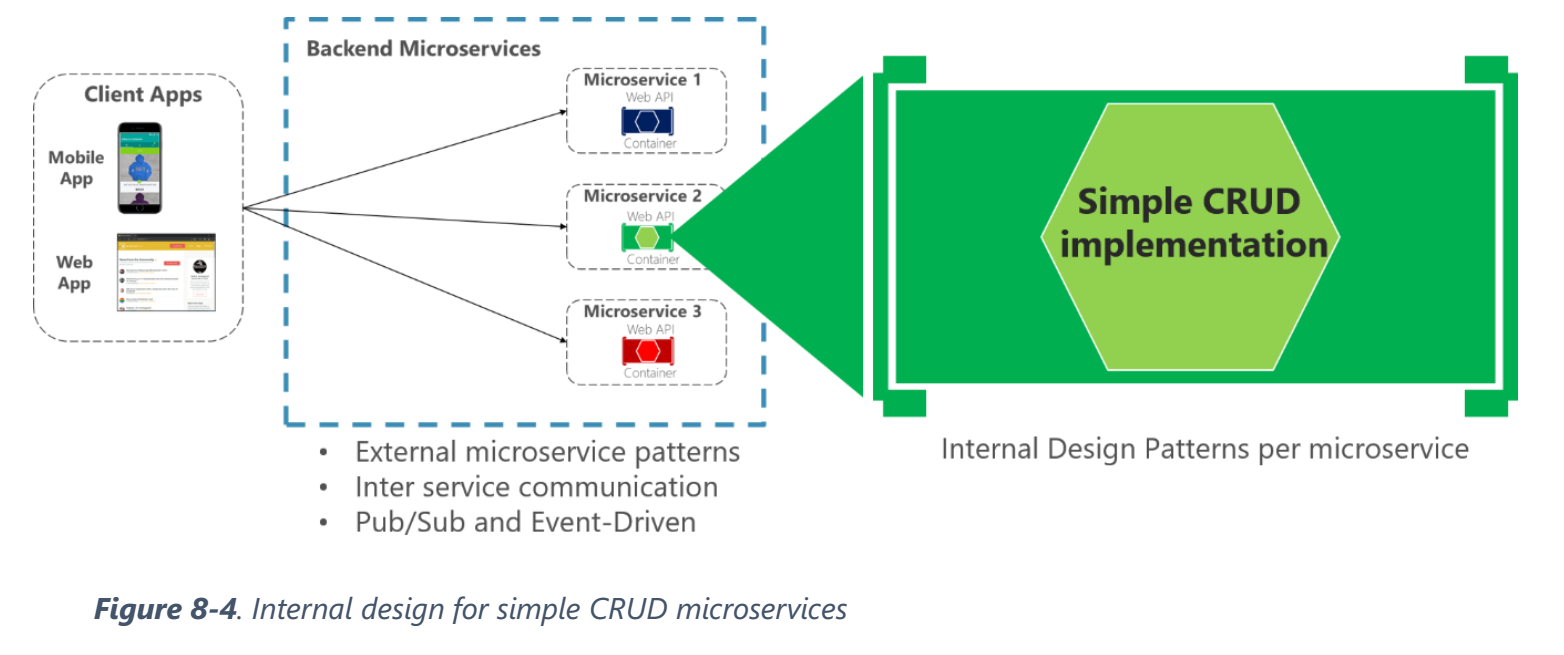 Backend Microservices
Client Apps
Mobile
App
Web
App
Microservice 1
Web API
Container
Microservice 2
Web API
Container
Microservice 3
Web API
Container
Simple CRUD
implementation
• External microservice patterns
• Inter service communication
• Pub/Sub and Event-Driven
Internal Design Patterns per microservice
Figure 8-4. Internal design for simple CRUD microservices